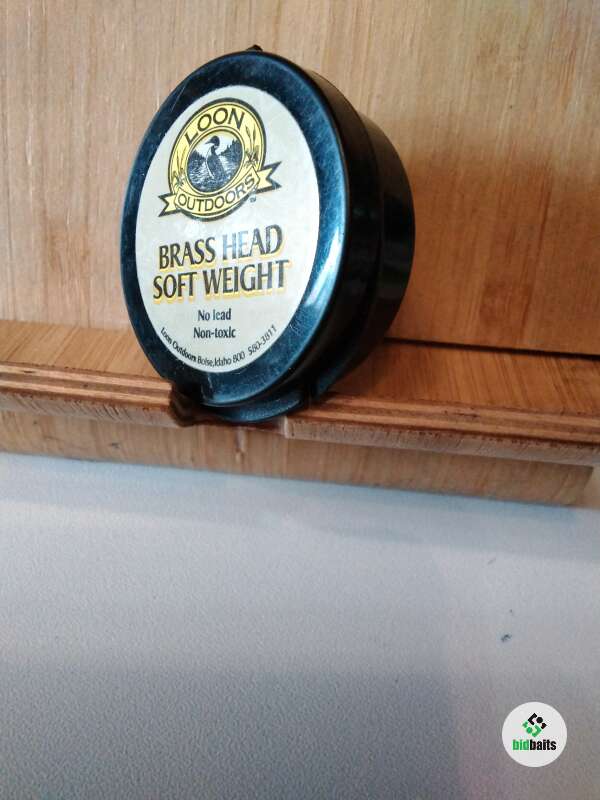 LOON
OUTDOORS
BRASS HEAD
SOFT WEIGHT
No lead
Non-toxic
Loon Outdoors Boise, Idaho 800 580-3811
bidbaits